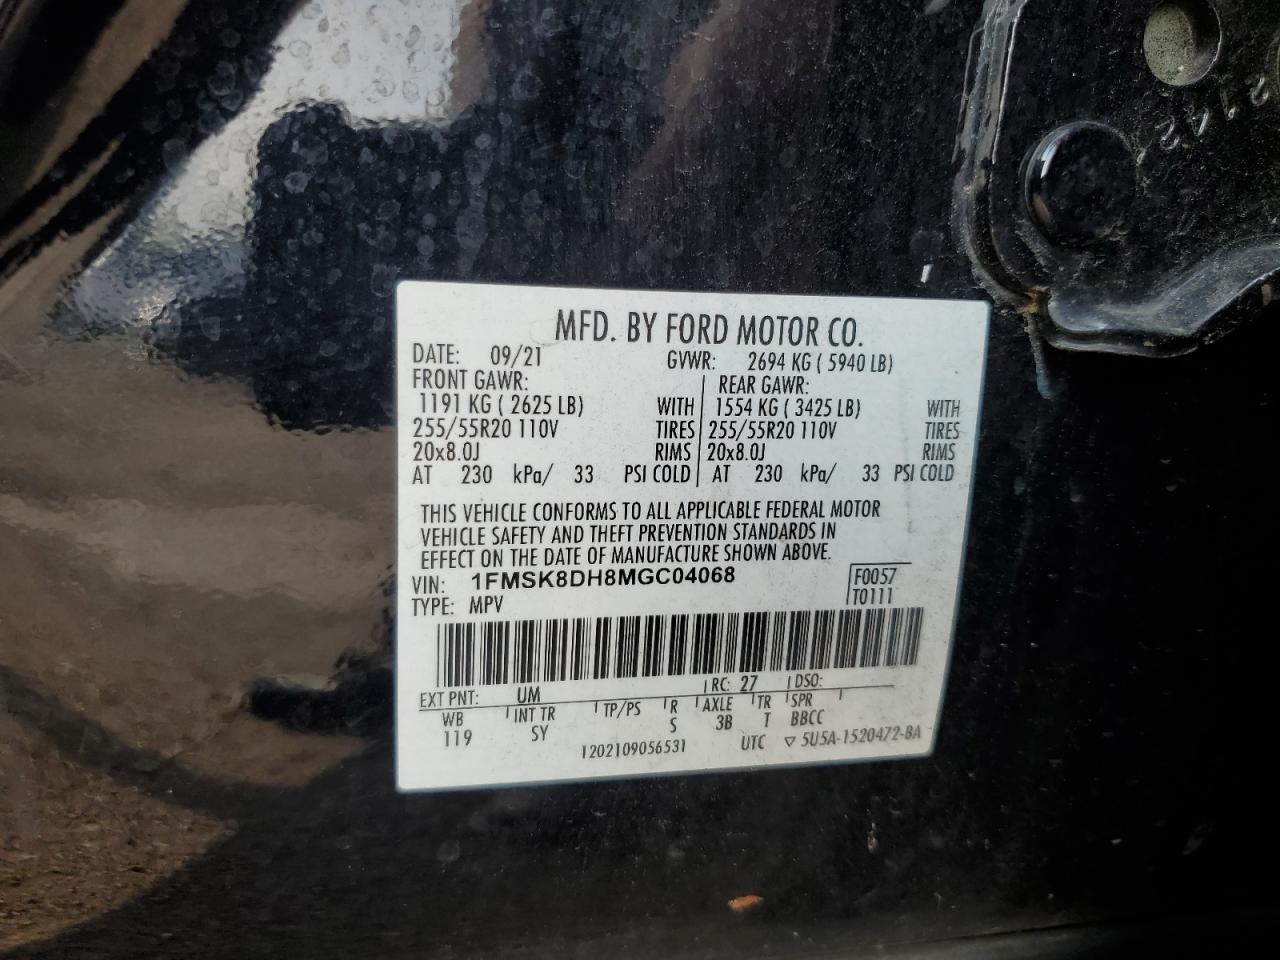 MFD. BY FORD MOTOR CO.
DATE: 09/21 GVWR: 2694 KG ( 5940 LB)
FRONT GAWR: REAR GAWR:
1191 KG ( 2625 LB) WITH 1554 KG ( 3425 LB) WITH
255/55R20 110V TIRES 255/55R20 110V TIRES
20x8.0J RIMS 20x8.0J RIMS
AT 230 kPa/ 33 PSI COLD AT 230 kPa/ 33 PSI COLD
THIS VEHICLE CONFORMS TO ALL APPLICABLE FEDERAL MOTOR
VEHICLE SAFETY AND THEFT PREVENTION STANDARDS IN
EFFECT ON THE DATE OF MANUFACTURE SHOWN ABOVE.
VIN: 1FMSK8DH8MGC04068 F0057
TYPE: MPV T0111
EXT PNT: UM RC: 27 DSO:
WB INT TR TP/PS R AXLE TR SPR
119 SY S 3B T BBCC
1202109056531 UTC ▽ 5U5A-1520472-BA